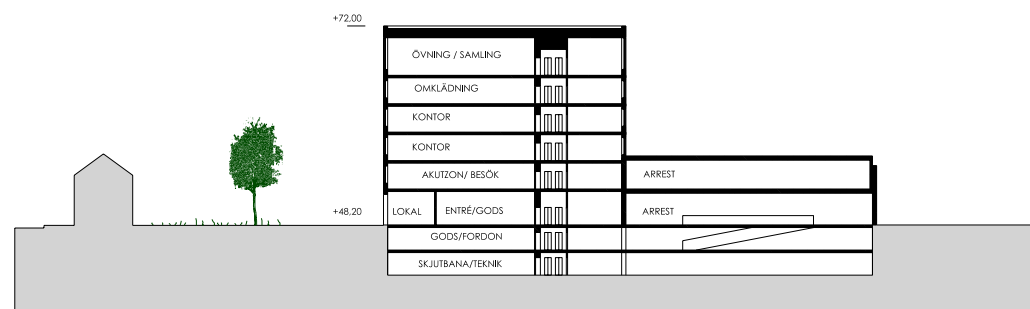 +72.00
ÖVNING / SAMLING
OMKLÄDNING
KONTOR
KONTOR
AKUTZON/ BESÖK
ARREST
+48,20
LOKAL
ENTRÉ/GODS
ARREST
GODS/FORDON
SKJUTBANA/TEKNIK